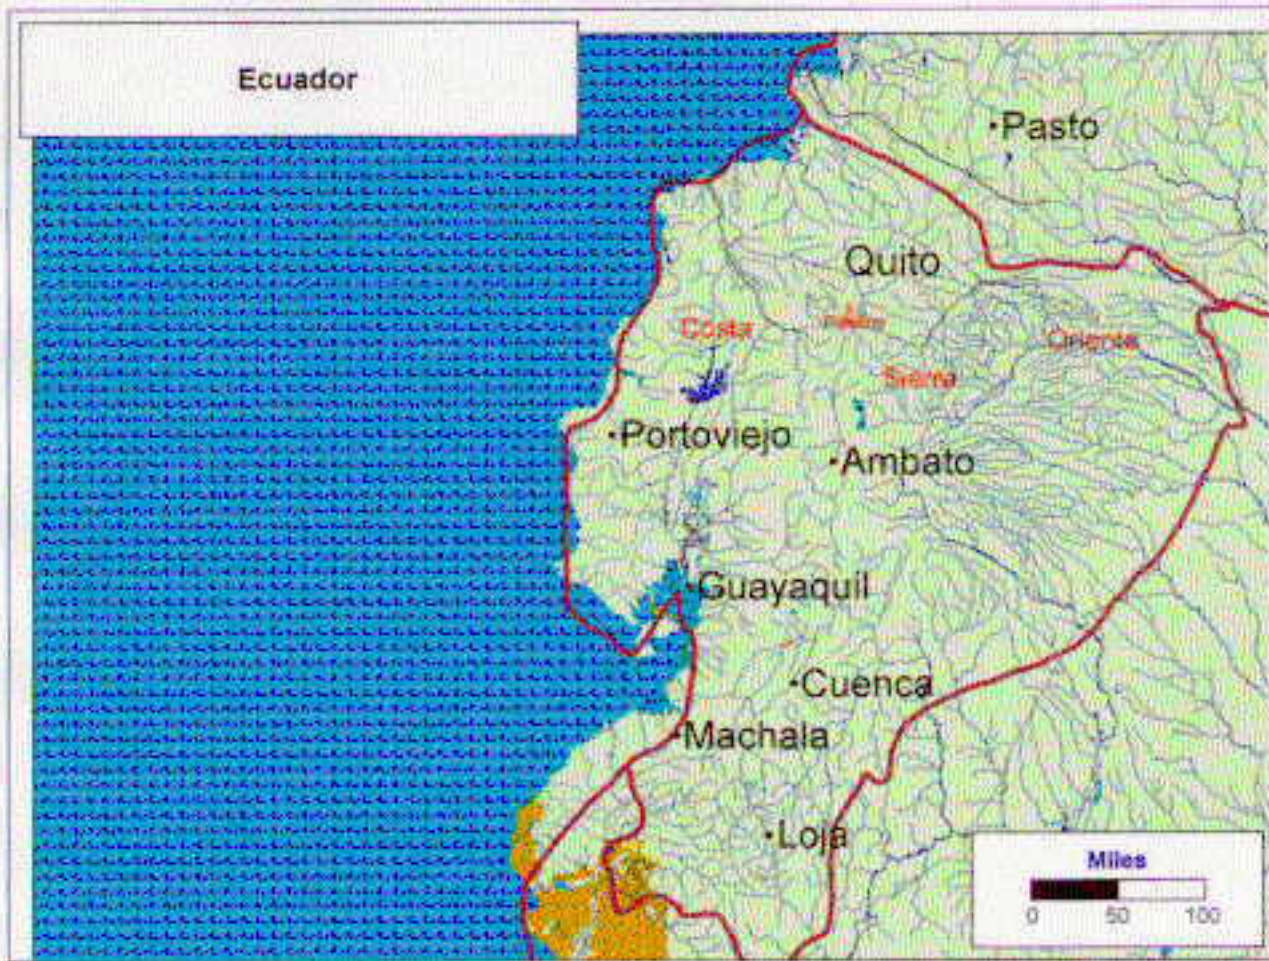 Ecuador
Pasto
Quito
Costa
Oriente
Sierra
Portoviejo
Ambato
Guayaquil
Cuenca
Machala
Loja
Miles
0 50 100